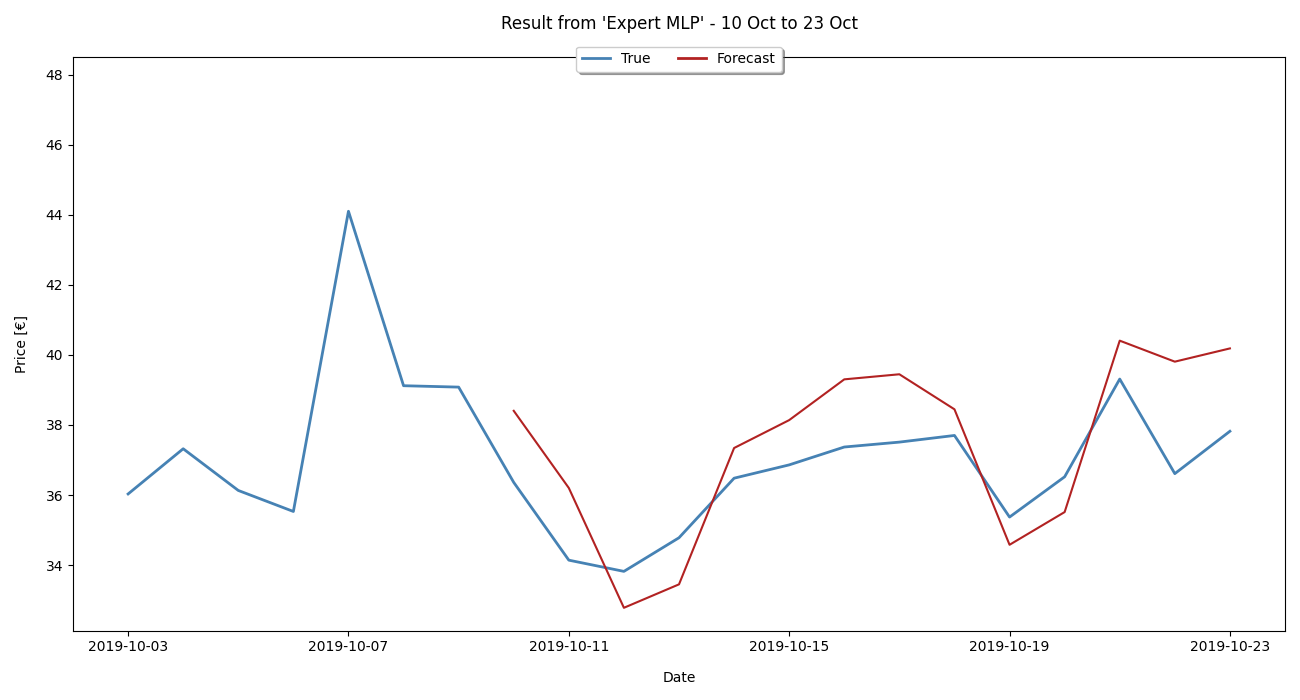 Result from 'Expert MLP' - 10 Oct to 23 Oct
True Forecast
48
46
44
42
40
38
36
34
Price [€]
2019-10-03 2019-10-07 2019-10-11 2019-10-15 2019-10-19 2019-10-23
Date